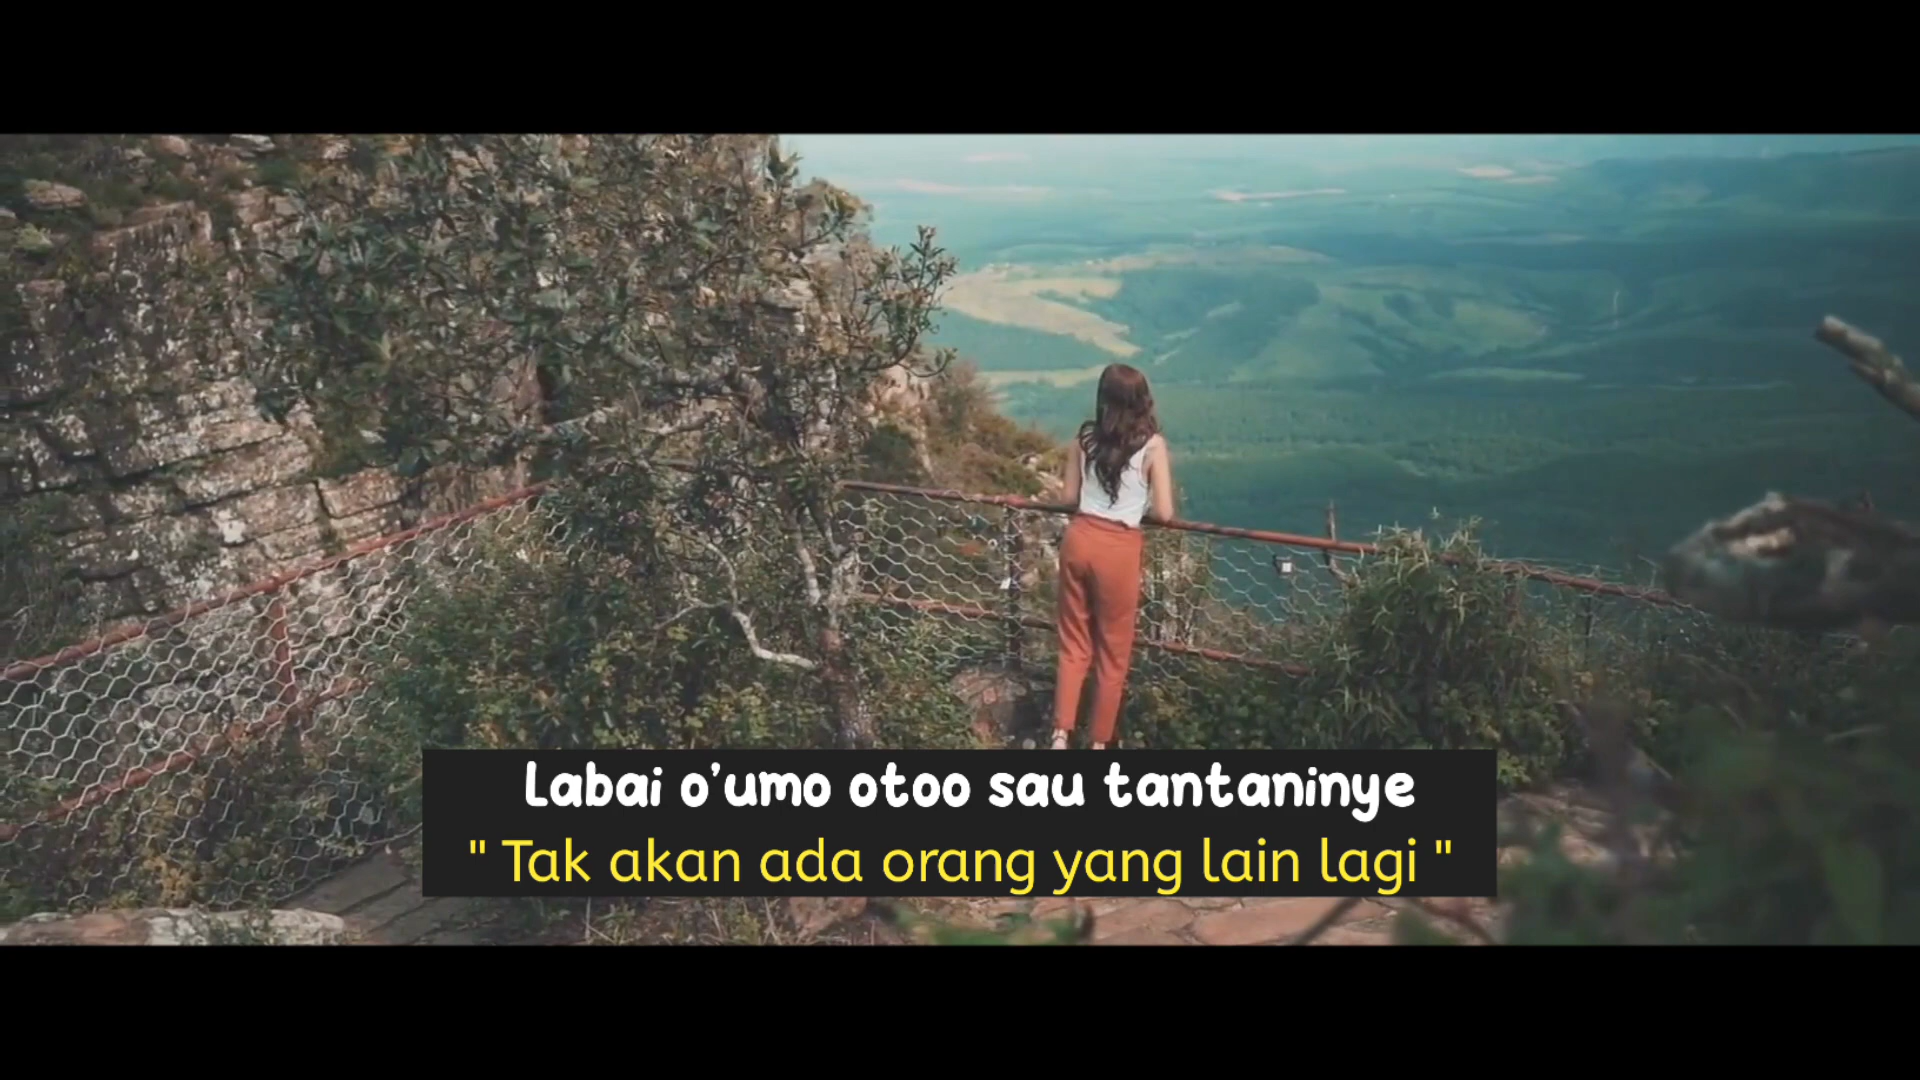 Labai o’umo otoo sau tantaninye
" Tak akan ada orang yang lain lagi "